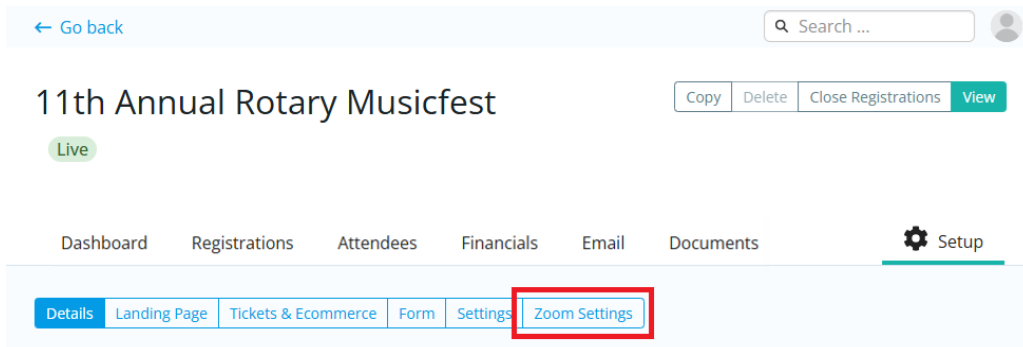 ← Go back
Search ...
11th Annual Rotary Musicfest
Copy Delete Close Registrations View
Live
Dashboard Registrations Attendees Financials Email Documents Setup
Details Landing Page Tickets & Ecommerce Form Settings Zoom Settings